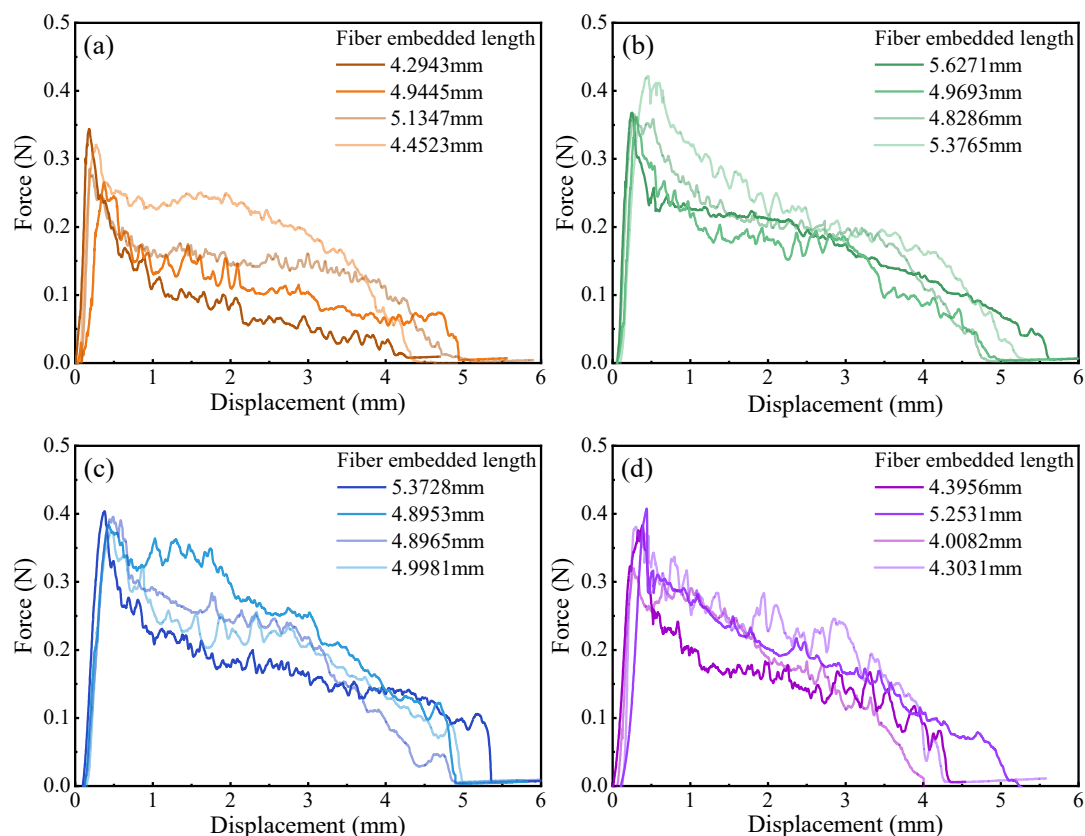 (a)
Fiber embedded length
4.2943mm
4.9445mm
5.1347mm
4.4523mm
0.5
0.4
0.3
0.2
0.1
0.0
Force (N)
0 1 2 3 4 5 6
Displacement (mm)
(b)
Fiber embedded length
5.6271mm
4.9693mm
4.8286mm
5.3765mm
0.5
0.4
0.3
0.2
0.1
0.0
Force (N)
0 1 2 3 4 5 6
Displacement (mm)
(c)
Fiber embedded length
5.3728mm
4.8953mm
4.8965mm
4.9981mm
0.5
0.4
0.3
0.2
0.1
0.0
Force (N)
0 1 2 3 4 5 6
Displacement (mm)
(d)
Fiber embedded length
4.3956mm
5.2531mm
4.0082mm
4.3031mm
0.5
0.4
0.3
0.2
0.1
0.0
Force (N)
0 1 2 3 4 5 6
Displacement (mm)